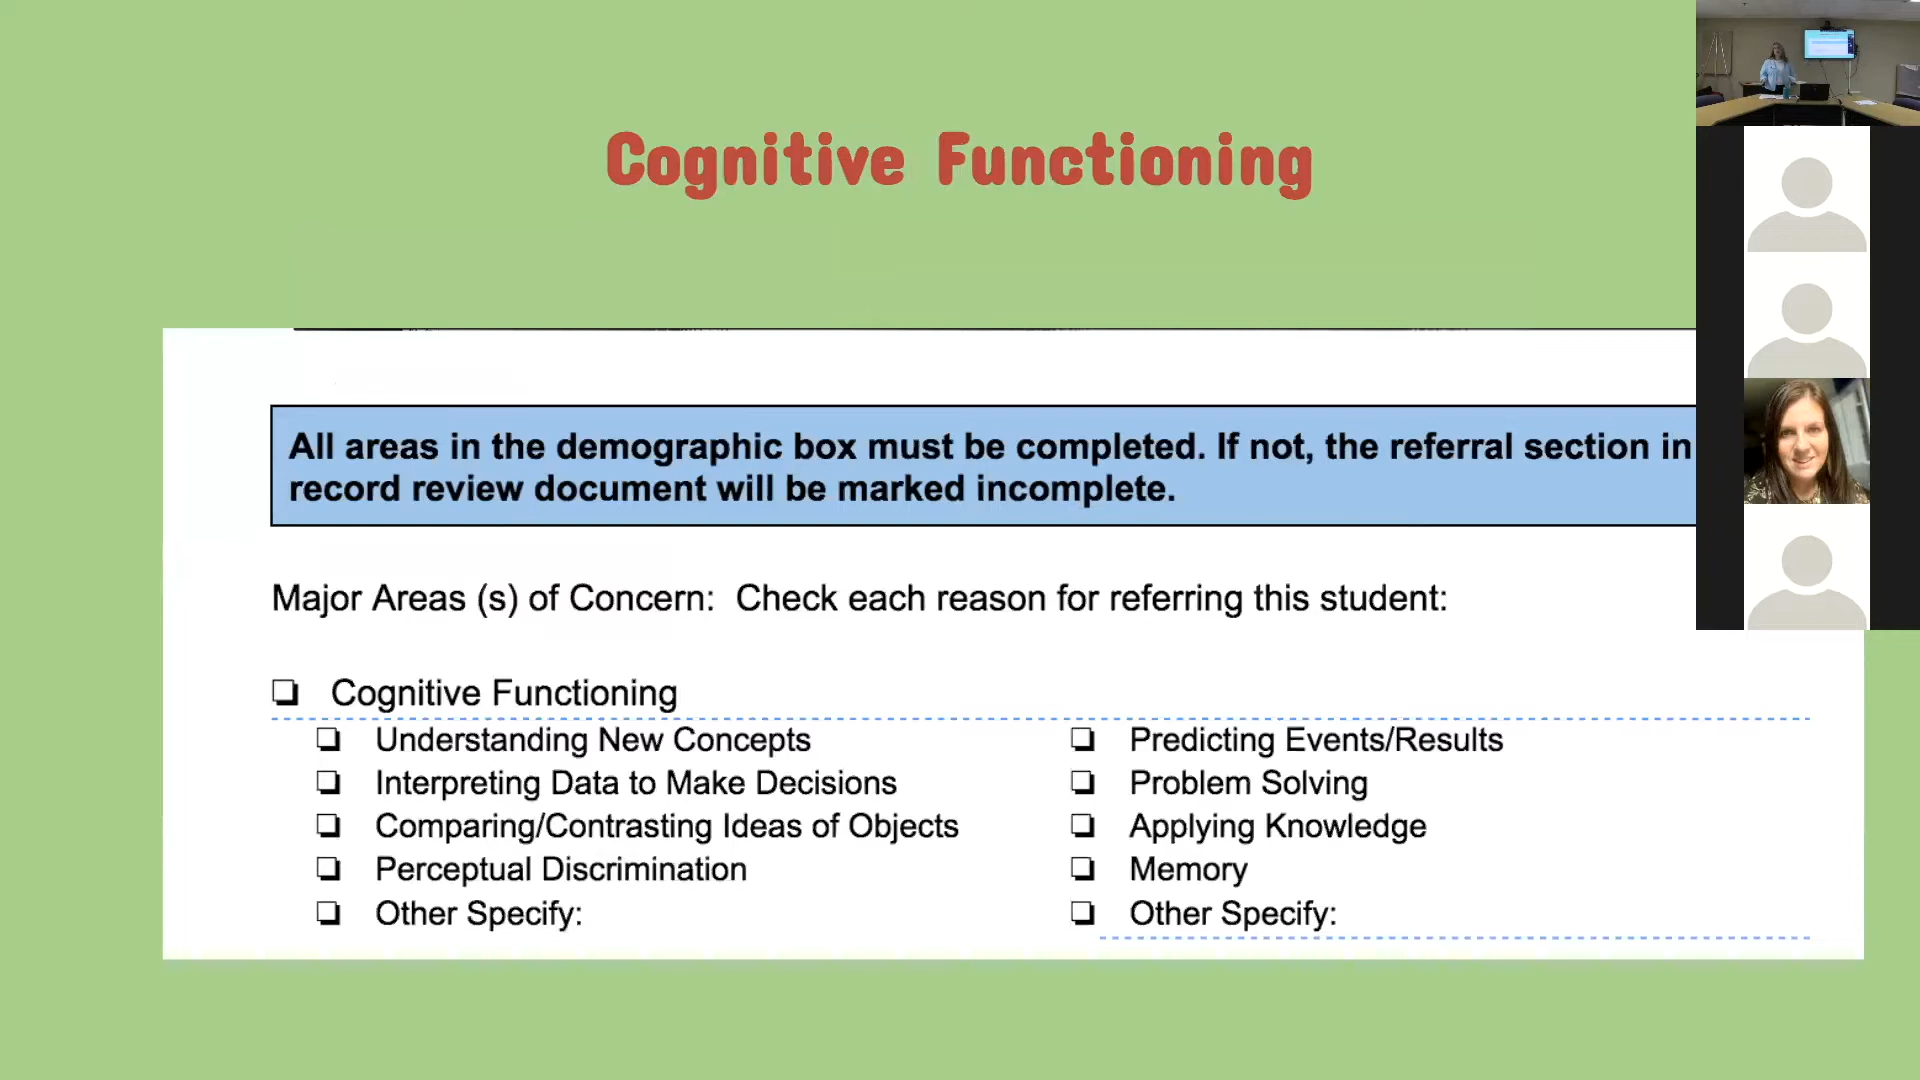 Cognitive Functioning
All areas in the demographic box must be completed. If not, the referral section in
record review document will be marked incomplete.
Major Areas (s) of Concern: Check each reason for referring this student:
❏ Cognitive Functioning
❏ Understanding New Concepts
❏ Interpreting Data to Make Decisions
❏ Comparing/Contrasting Ideas of Objects
❏ Perceptual Discrimination
❏ Other Specify:
❏ Predicting Events/Results
❏ Problem Solving
❏ Applying Knowledge
❏ Memory
❏ Other Specify: